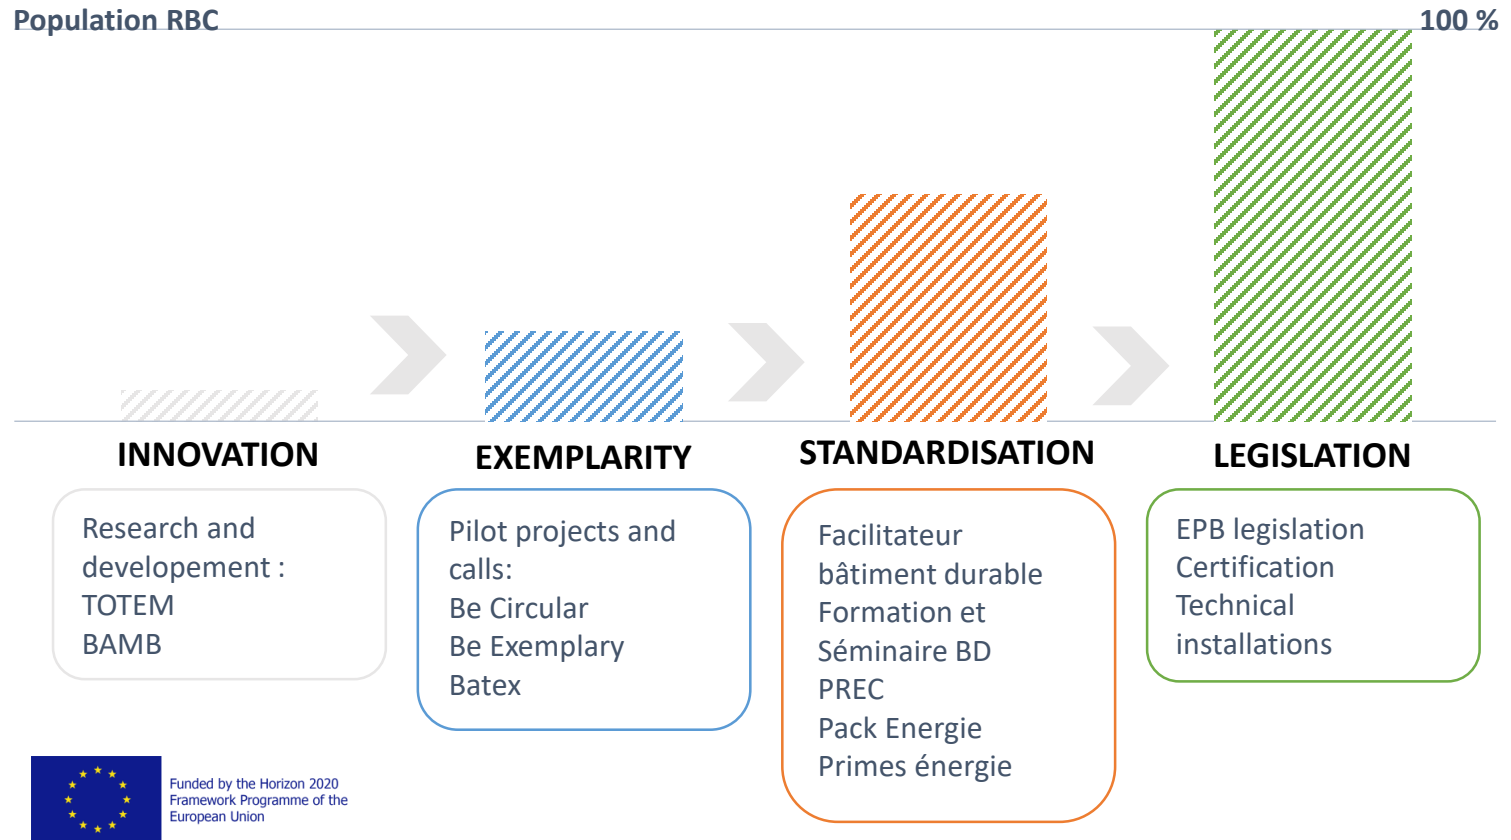 Population RBC
100 %
INNOVATION
Research and
developement :
TOTEM
BAMB
EXEMPLARITY
Pilot projects and
calls:
Be Circular
Be Exemplary
Batex
STANDARDISATION
Facilitateur
bâtiment durable
Formation et
Séminaire BD
PREC
Pack Energie
Primes énergie
LEGISLATION
EPB legislation
Certification
Technical
installations
Funded by the Horizon 2020
Framework Programme of the
European Union